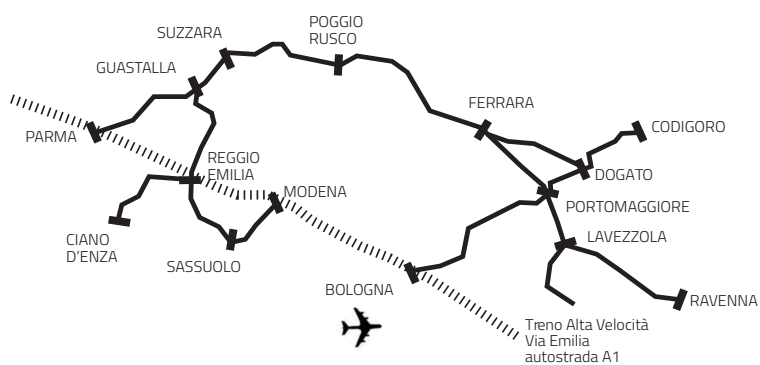 POGGIO
RUSCO
SUZZARA
GUASTALLA
FERRARA
PARMA
CODIGORO
REGGIO
EMILIA
DOGATO
MODENA
PORTOMAGGIORE
CIANO
D'ENZA
LAVEZZOLA
SASSUOLO
BOLOGNA
RAVENNA
Treno Alta Velocità
Via Emilia
autostrada A1